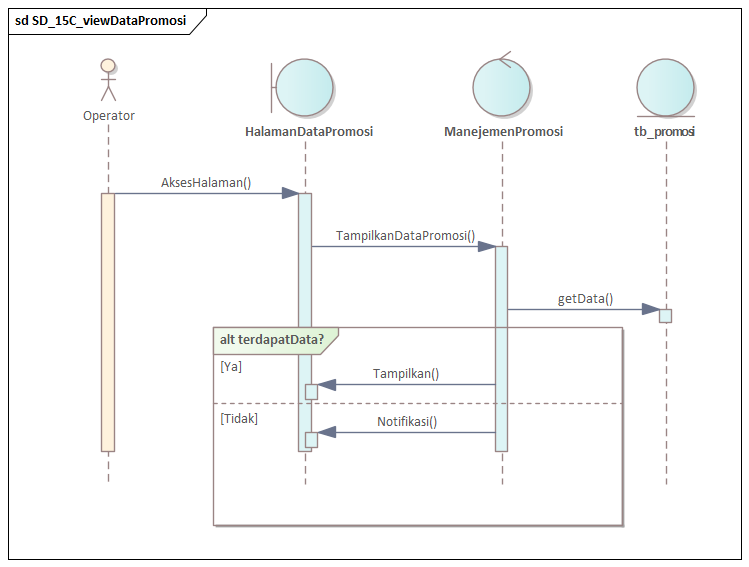 sd SD_15C_viewDataPromosi
Operator
HalamanDataPromosi
ManejemenPromosi
tb_promosi
AksesHalaman()
TampilkanDataPromosi()
getData()
alt terdapatData?
[Ya]
Tampilkan()
[Tidak]
Notifikasi()